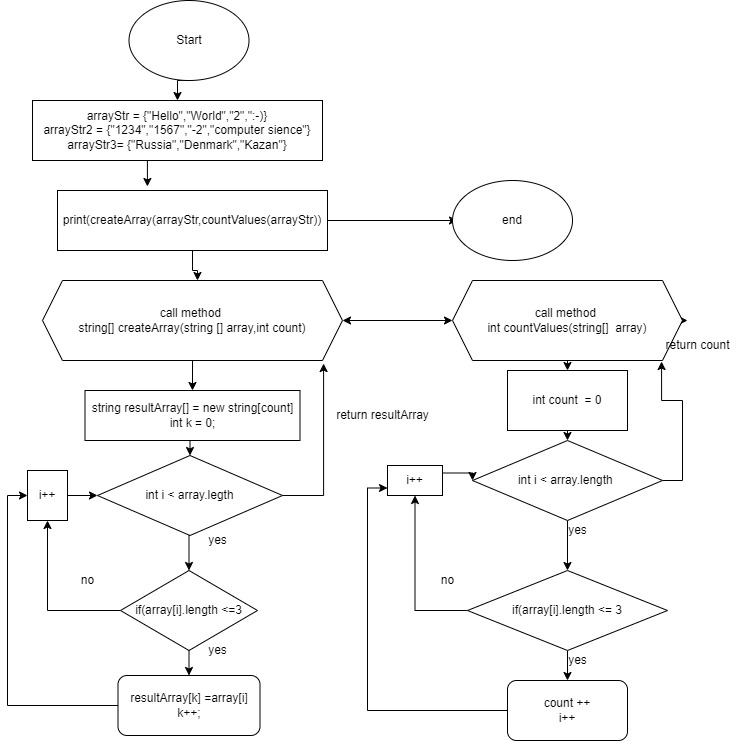 Start
arrayStr = {"Hello","World","2",":-)}
arrayStr2 = {"1234","1567","-2","computer sience"}
arrayStr3= {"Russia","Denmark","Kazan"}
print(createArray(arrayStr,countValues(arrayStr))
end
call method
string[] createArray(string [] array,int count)
call method
int countValues(string[] array)
return count
string resultArray[] = new string[count]
int k = 0;
return resultArray
int count = 0
i++
int i < array.legth
i++
int i < array.length
yes
yes
no
no
if(array[i].length <=3
if(array[i].length <= 3
yes
yes
resultArray[k] =array[i]
k++;
count ++
i++